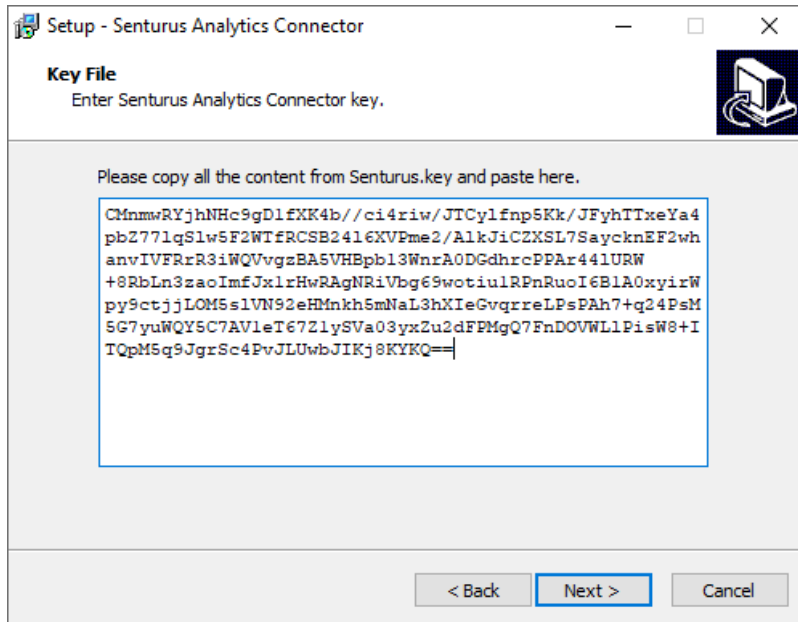 Setup - Senturus Analytics Connector
Key File
Enter Senturus Analytics Connector key.
Please copy all the content from Senturus.key and paste here.
CMnmwRYjhNHc9gDlfXK4b//ci4riw/JTCylfnp5Kk/JFyhTTxeYa4
pbZ77lqSlw5F2WTfRCSB24l6XVPme2/AlkJiCZXSL7SaycknEF2wh
anvIVFRrR3iWQVvgzBA5VHBpbl3WnrA0DGdhrcPPAr44lURW
+8RbLn3zaoImfJxlrHwRAgNRiVbg69wotiulRPnRuoI6BlA0xyirW
py9ctjjLOM5slVN92eHMnkh5mNaL3hXIeGvqrreLPsPAh7+q24PsM
5G7yuWQY5C7AVleT67ZlySVa03yxZu2dFPMgQ7FnDOVWLlPisW8+I
TQpM5q9JgrSc4PvJLUwbJIKj8KYKQ==
< Back
Next >
Cancel